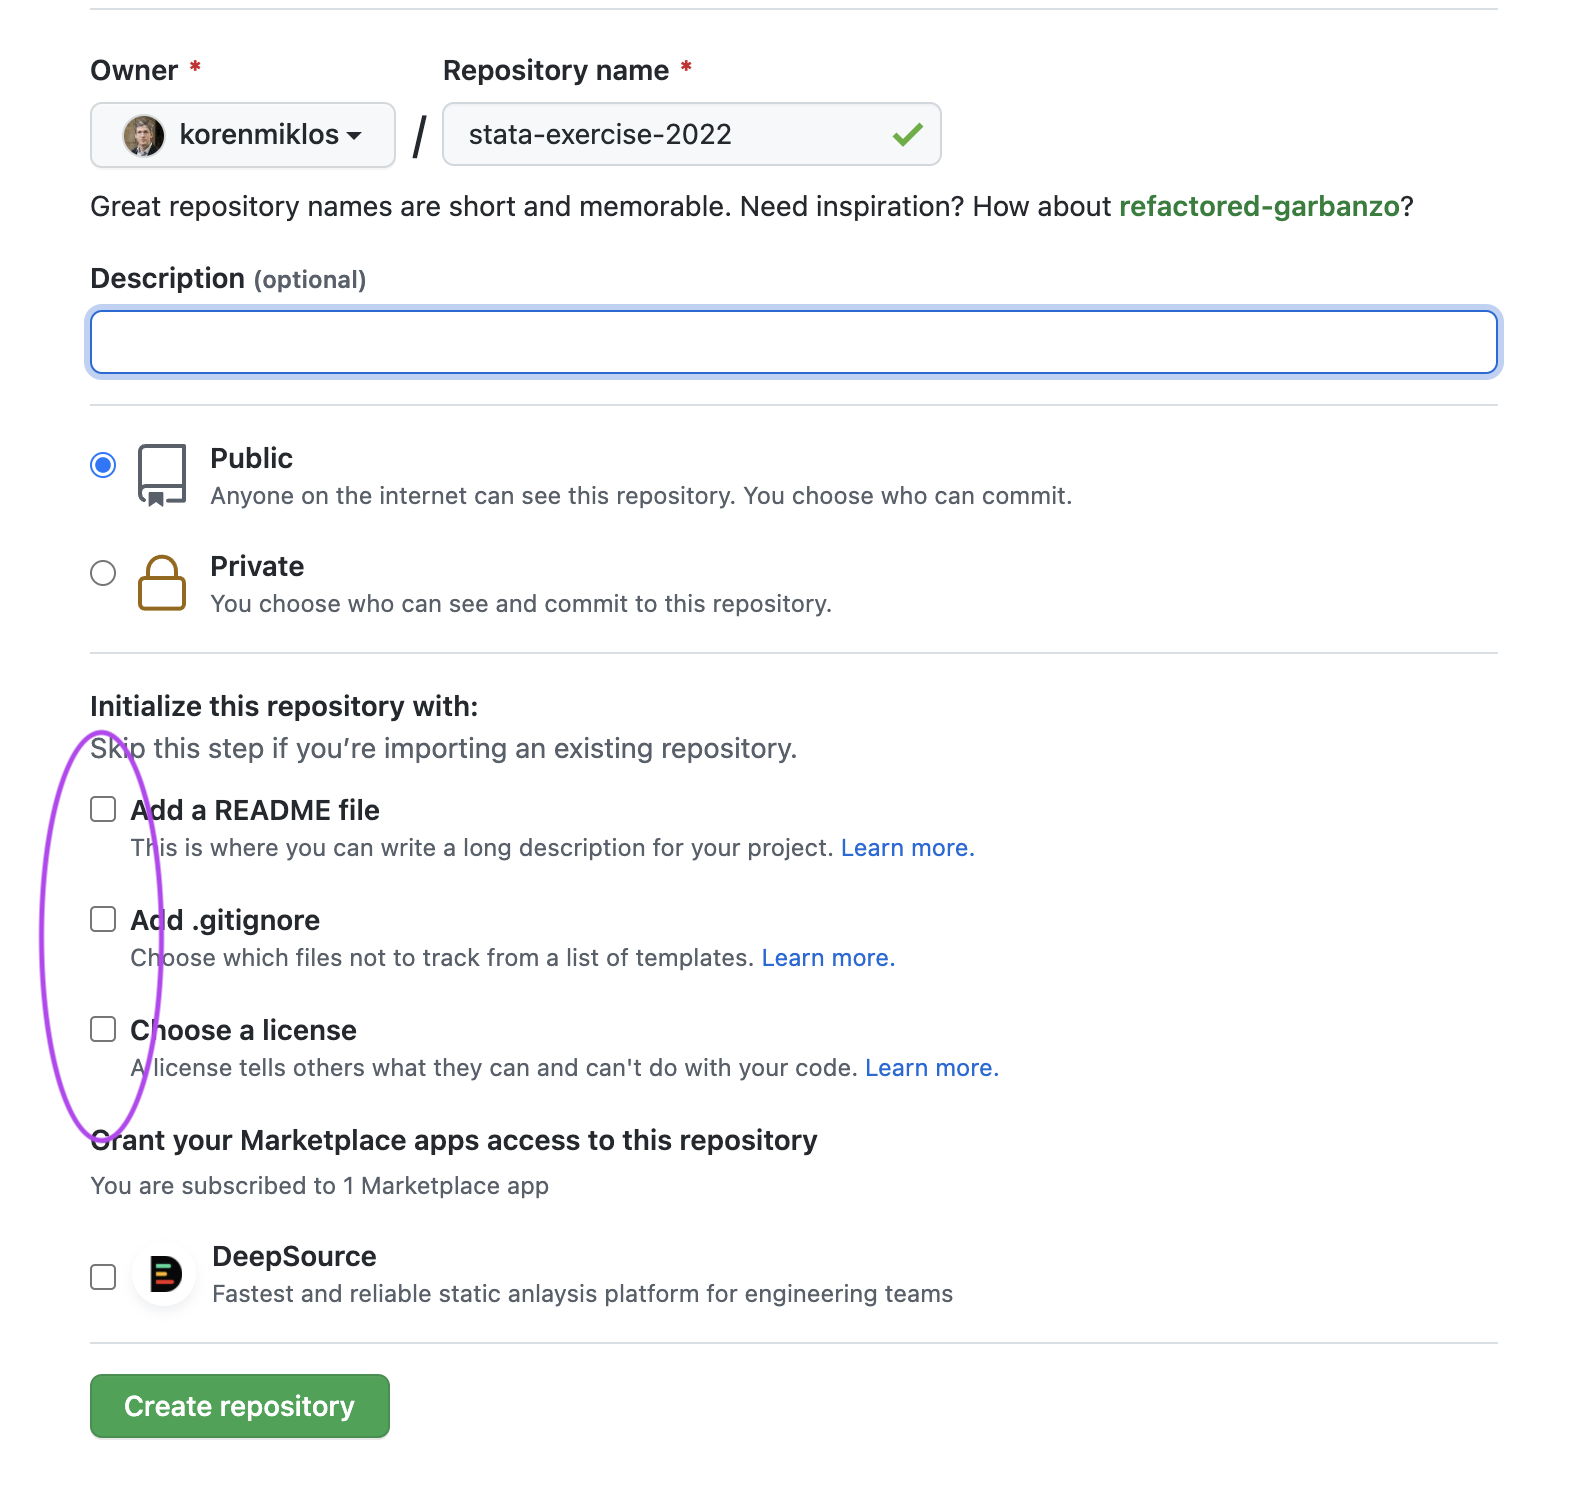 Owner * Repository name *
korenmiklos / stata-exercise-2022
Great repository names are short and memorable. Need inspiration? How about refactored-garbanzo?
Description (optional)
Public
Anyone on the internet can see this repository. You choose who can commit.
Private
You choose who can see and commit to this repository.
Initialize this repository with:
Skip this step if you’re importing an existing repository.
Add a README file
This is where you can write a long description for your project. Learn more.
Add .gitignore
Choose which files not to track from a list of templates. Learn more.
Choose a license
A license tells others what they can and can't do with your code. Learn more.
Grant your Marketplace apps access to this repository
You are subscribed to 1 Marketplace app
DeepSource
Fastest and reliable static anlaysis platform for engineering teams
Create repository